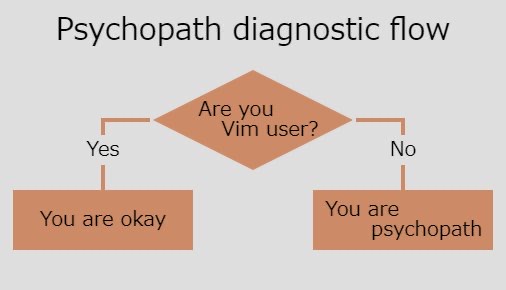 Psychopath diagnostic flow
Are you
Vim user?
Yes
No
You are okay
You are
psychopath